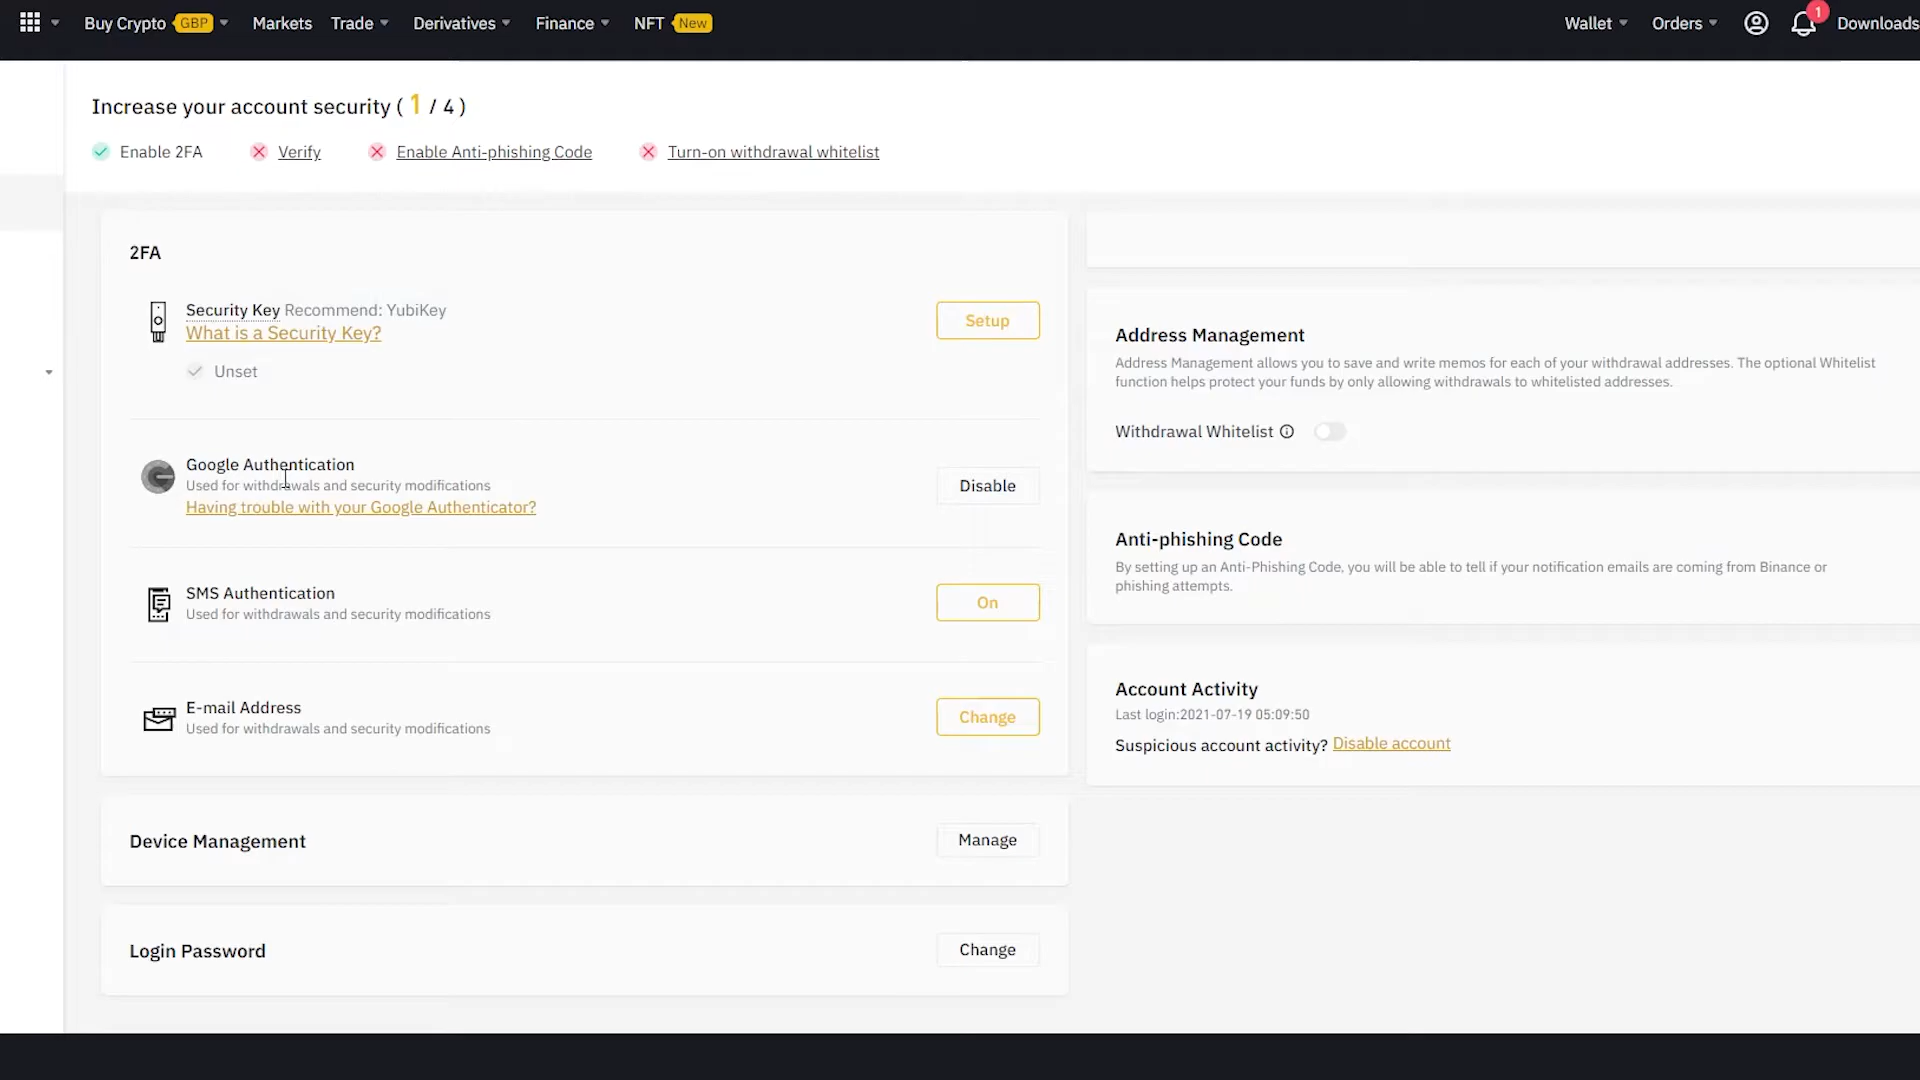 Buy Crypto GBP Markets Trade Derivatives Finance NFT New Wallet Orders 1 Downloads
Increase your account security ( 1 / 4 )
Enable 2FA Verify Enable Anti-phishing Code Turn-on withdrawal whitelist
2FA
Security Key Recommend: YubiKey
What is a Security Key?
Unset
Setup
Google Authentication
Used for withdrawals and security modifications
Having trouble with your Google Authenticator?
Disable
SMS Authentication
Used for withdrawals and security modifications
On
E-mail Address
Used for withdrawals and security modifications
Change
Device Management
Manage
Login Password
Change
Address Management
Address Management allows you to save and write memos for each of your withdrawal addresses. The optional Whitelist
function helps protect your funds by only allowing withdrawals to whitelisted addresses.
Withdrawal Whitelist
Anti-phishing Code
By setting up an Anti-Phishing Code, you will be able to tell if your notification emails are coming from Binance or
phishing attempts.
Account Activity
Last login:2021-07-19 05:09:50
Suspicious account activity? Disable account